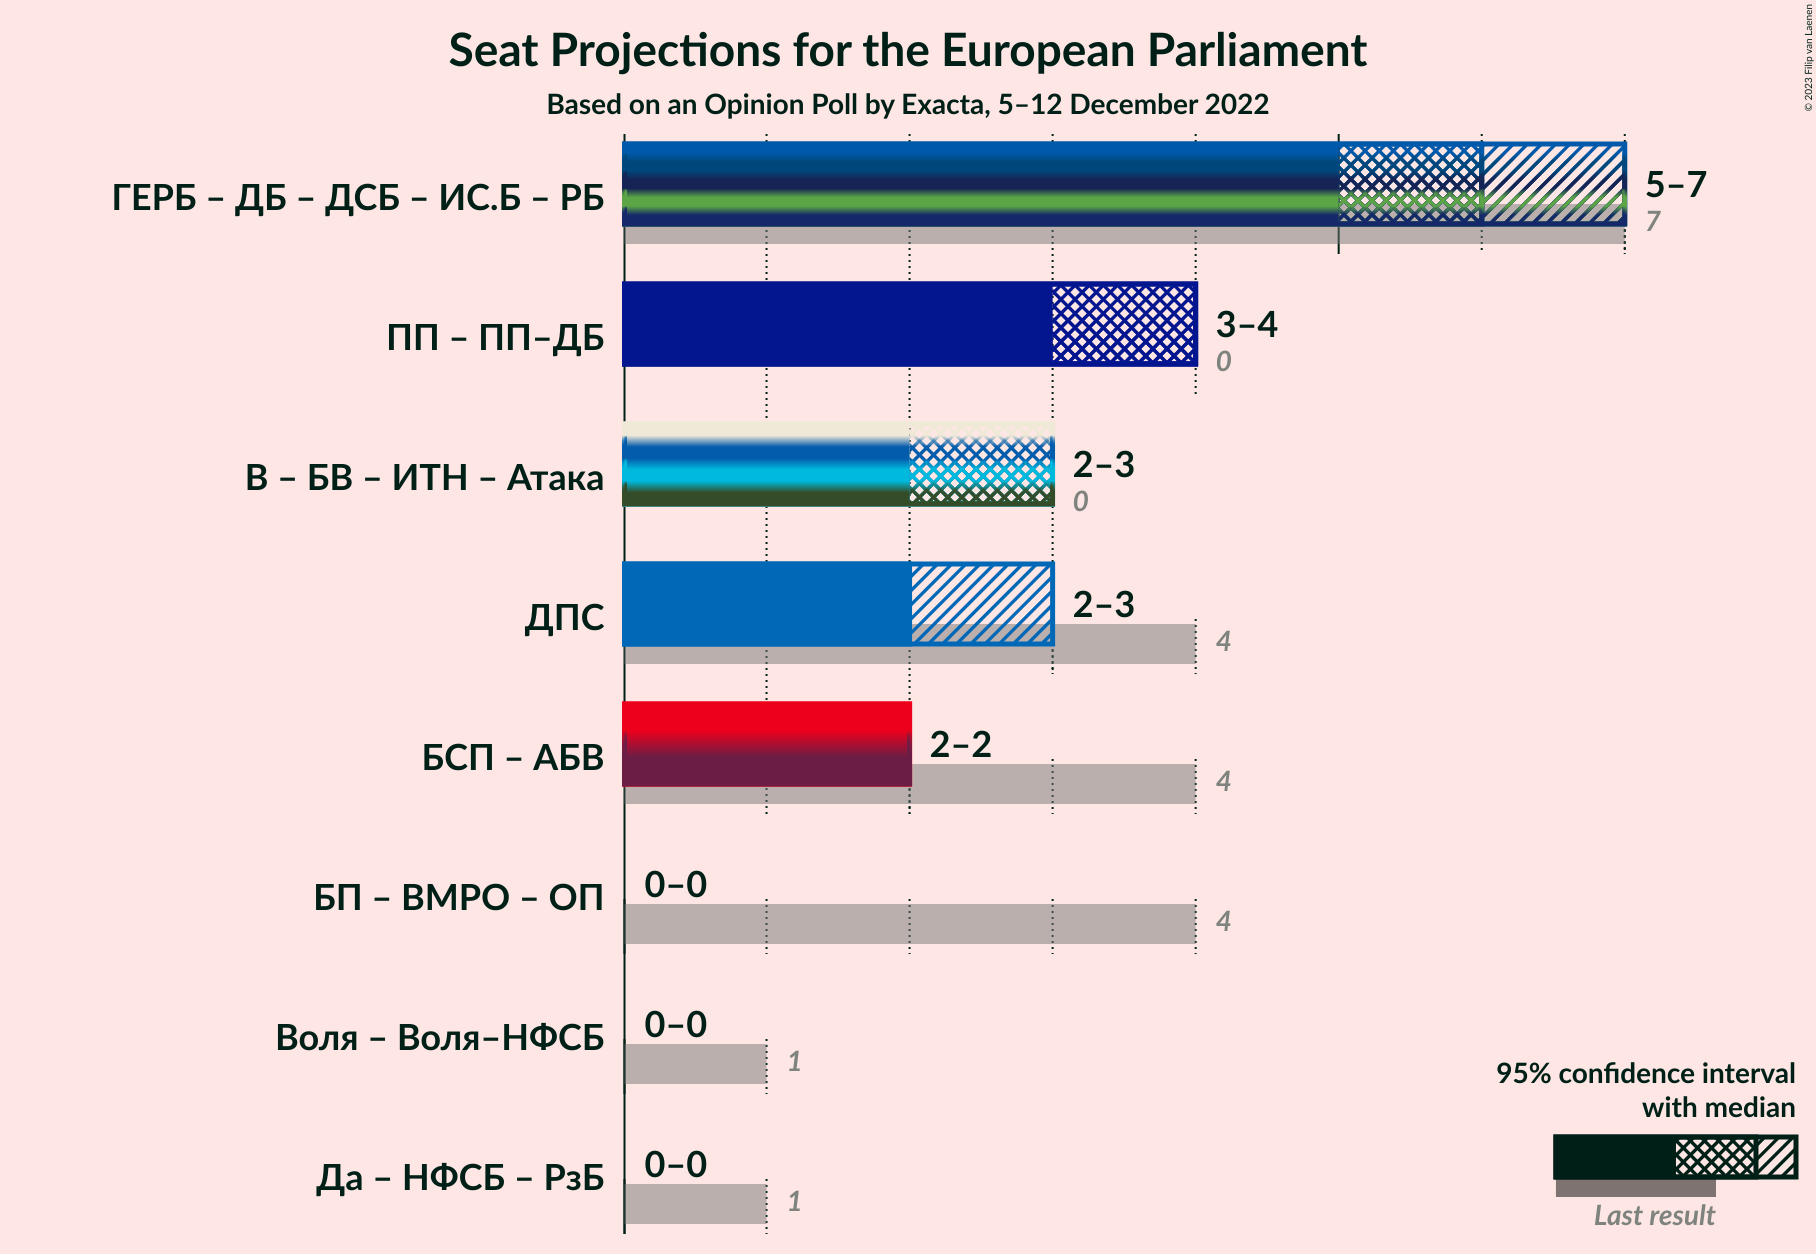 Seat Projections for the European Parliament
Based on an Opinion Poll by Exacta, 5–12 December 2022
© 2023 Filip van Laenen
ГЕРБ – ДБ – ДСБ – ИС.Б – РБ
5–7
7
ПП – ПП–ДБ
3–4
0
В – БВ – ИТН – Атака
2–3
0
ДПС
2–3
4
БСП – АБВ
2–2
4
БП – ВМРО – ОП
0–0
4
Воля – Воля–НФСБ
0–0
1
Да – НФСБ – РзБ
0–0
1
95% confidence interval
with median
Last result